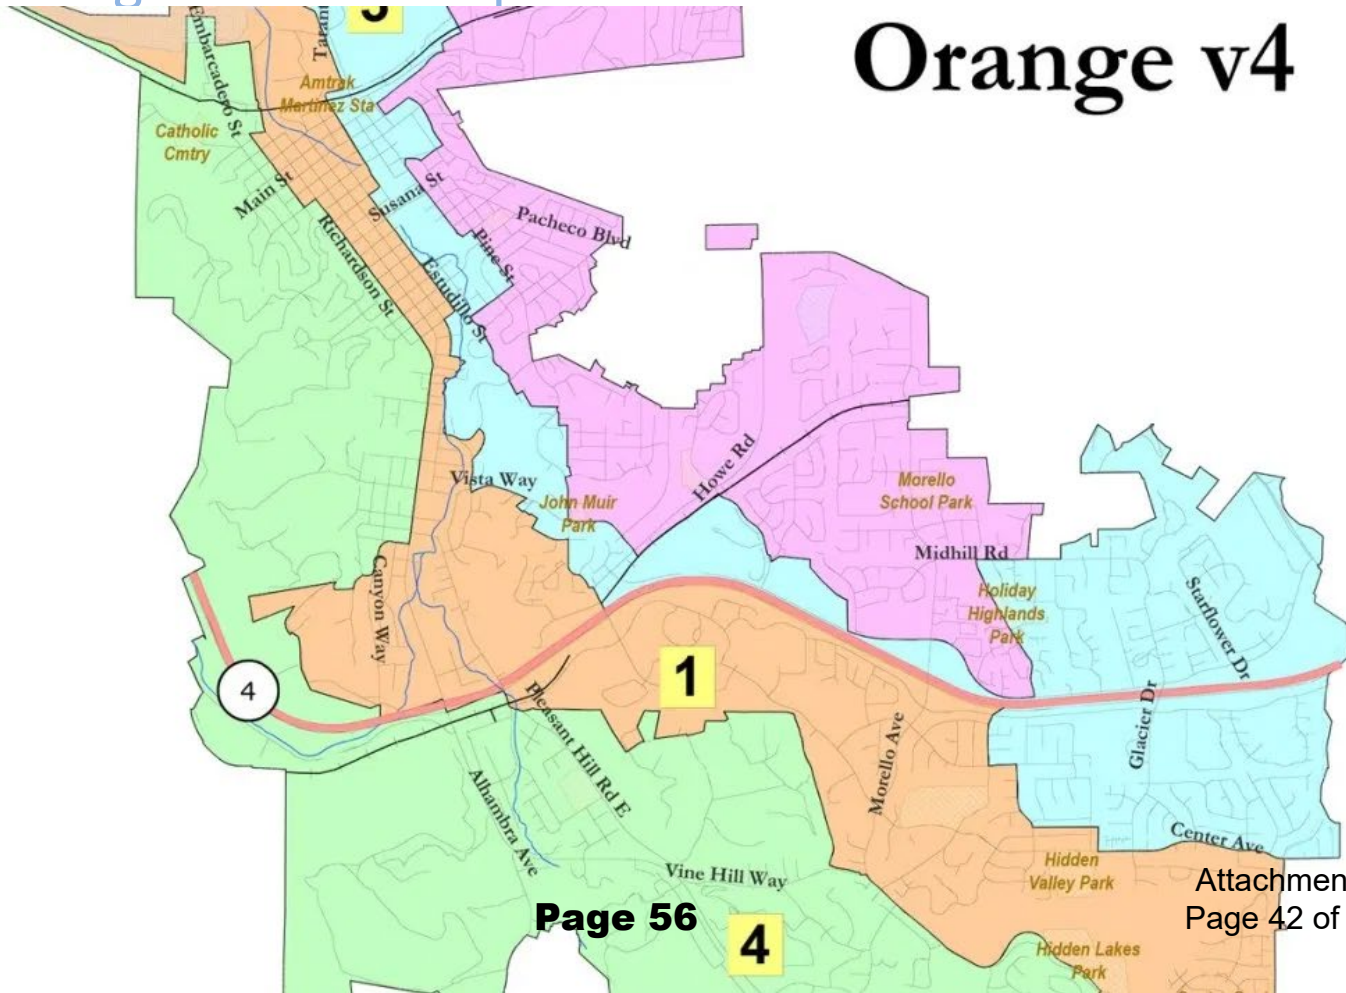 Orange v4
Embarcadero St
Amtrak
Martinez Sta
Catholic
Cmtry
Main St
Susana St
Richardson St
Pacheco Blvd
Pine St
Estudillo St
Howe Rd
Vista Way
John Muir
Park
Morello
School Park
Midhill Rd
Holiday
Highlands
Park
Starflower Dr
Canyon Way
4
1
Pleasant Hill Rd E
Glacier Dr
Morello Ave
Alhambra Ave
Center Ave
Vine Hill Way
Hidden
Valley Park
Page 56
4
Hidden Lakes
Park
Attachmen
Page 42 of